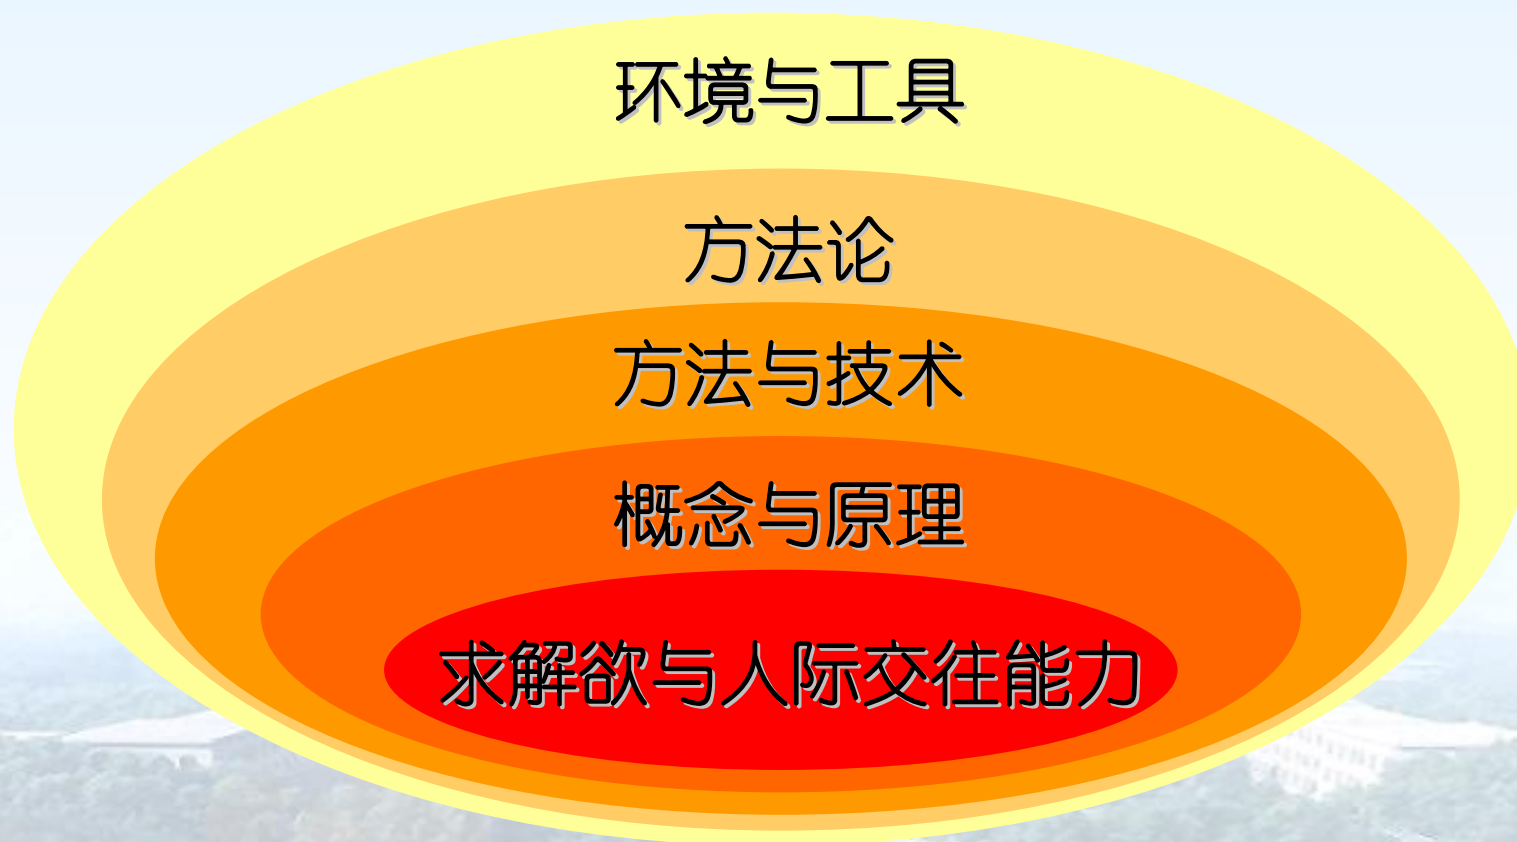 环境与工具
方法论
方法与技术
概念与原理
求解欲与人际交往能力